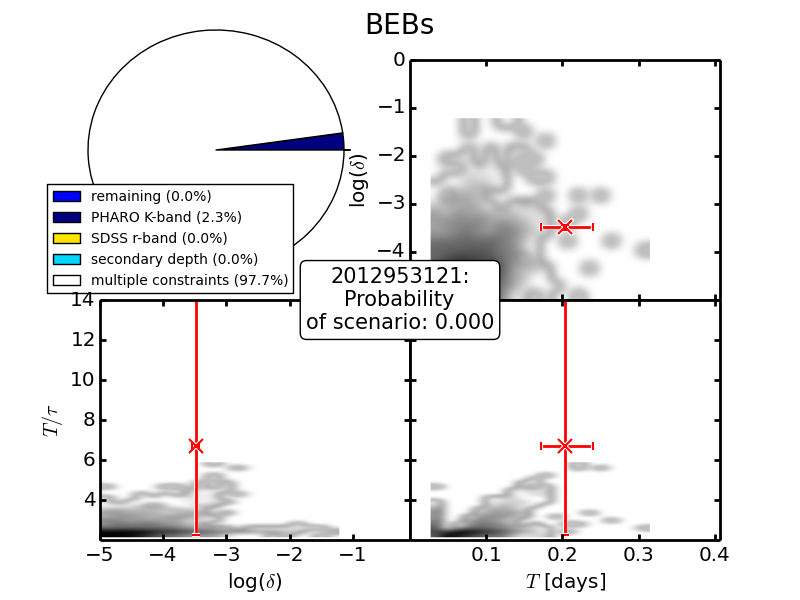 BEBs
remaining (0.0%)
PHARO K-band (2.3%)
SDSS r-band (0.0%)
secondary depth (0.0%)
multiple constraints (97.7%)
0
−1
−2
−3
−4
log(δ)
2012953121:
Probability
of scenario: 0.000
14
12
10
8
6
4
T/τ
−5 −4 −3 −2 −1
log(δ)
0.1 0.2 0.3 0.4
T [days]